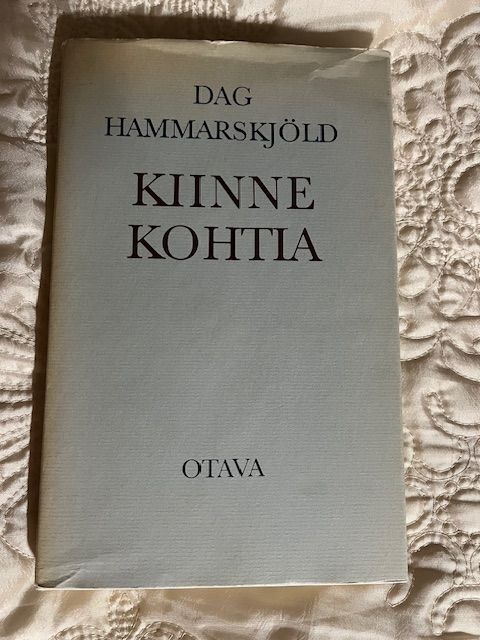 DAG
HAMMARSKJÖLD
KIINNE
KOHTIA
OTAVA